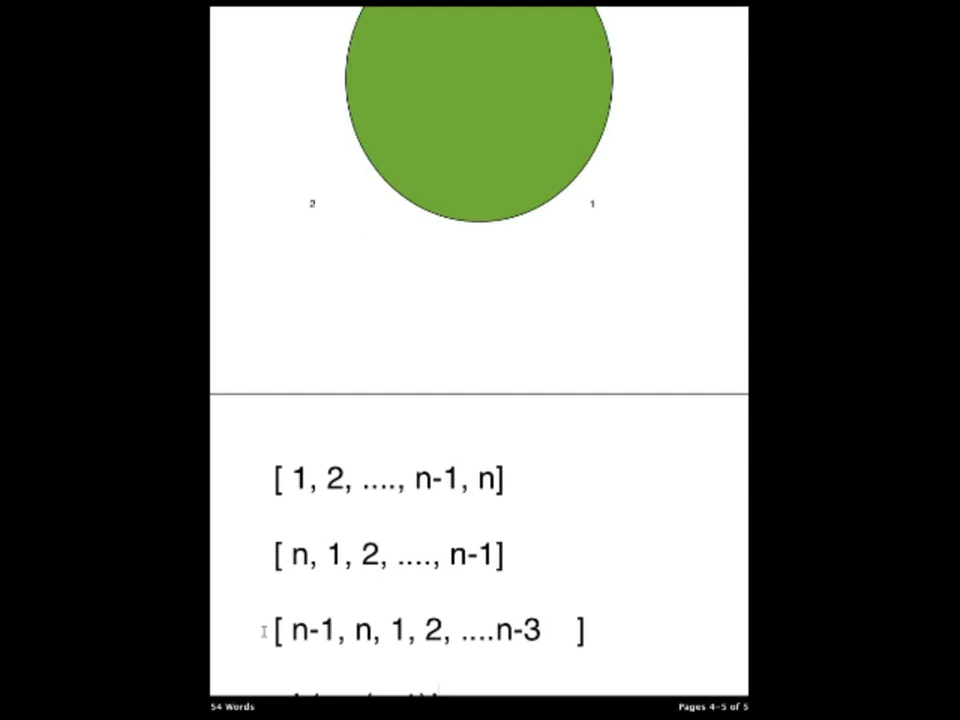 2 1
[ 1, 2, ...., n-1, n]
[ n, 1, 2, ...., n-1]
[ n-1, n, 1, 2, ....n-3 ]
54 Words Pages 4-5 of 5